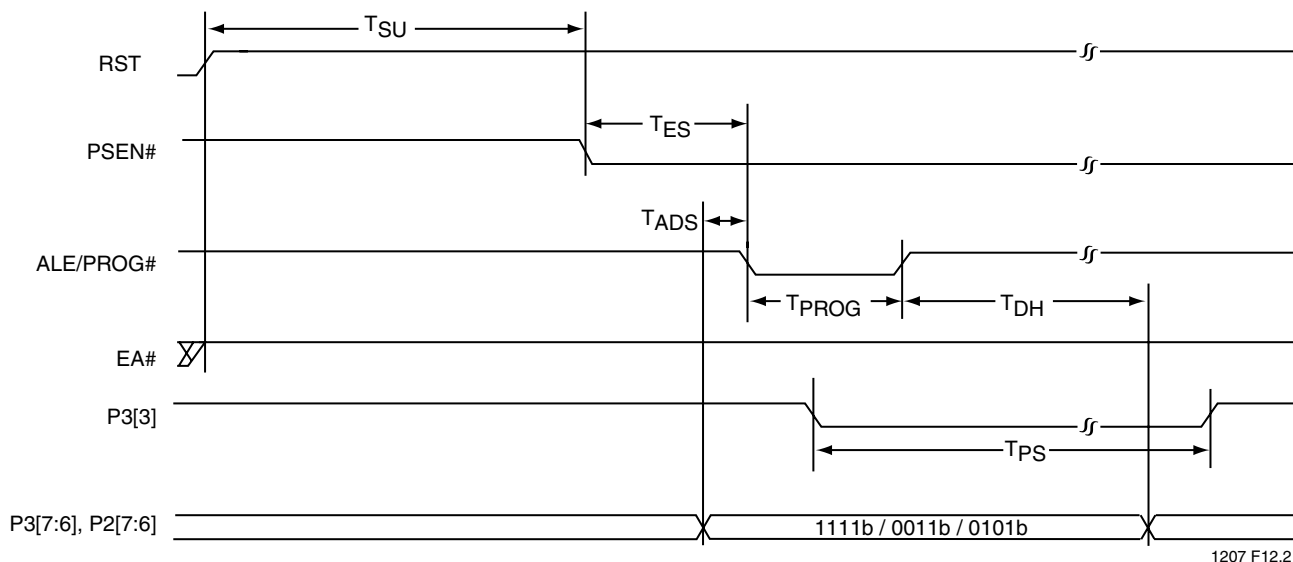 TSU
RST
TES
PSEN#
TADS
ALE/PROG#
TPROG
TDH
EA#
P3[3]
TPS
P3[7:6], P2[7:6]
1111b / 0011b / 0101b
1207 F12.2